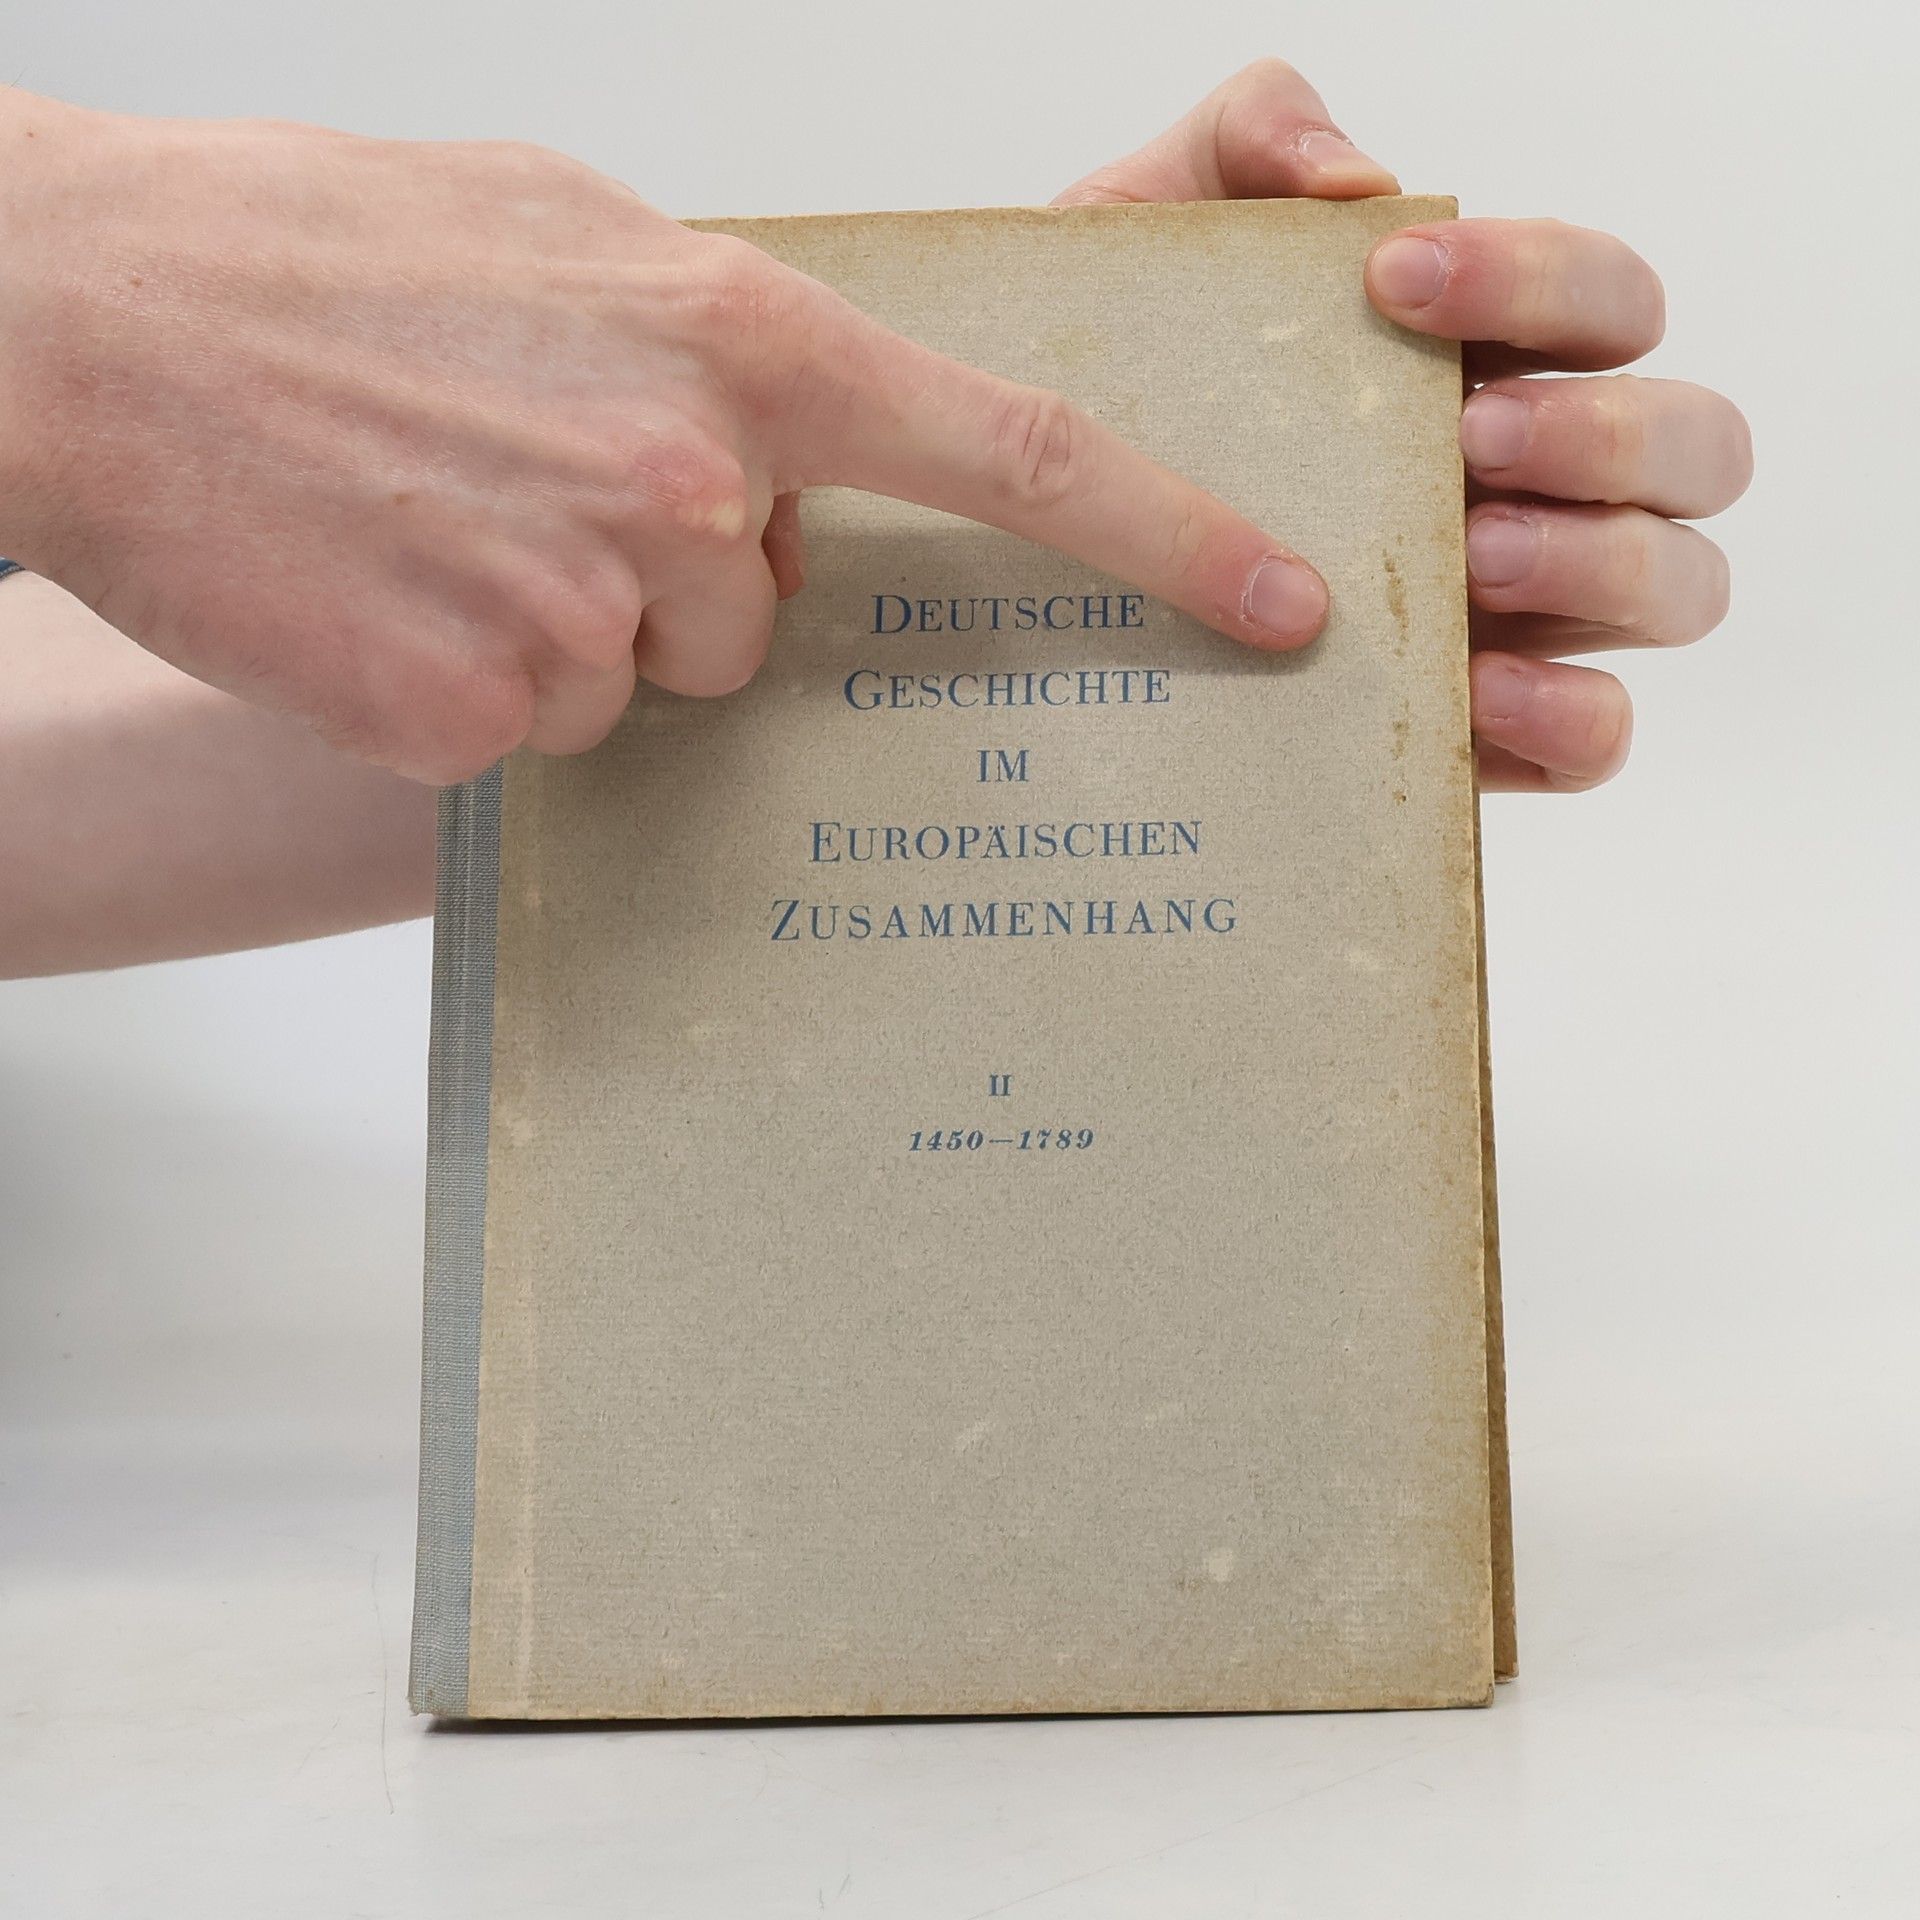 DEUTSCHE
GESCHICHTE
IM
EUROPÄISCHEN
ZUSAMMENHANG
II
1450–1789